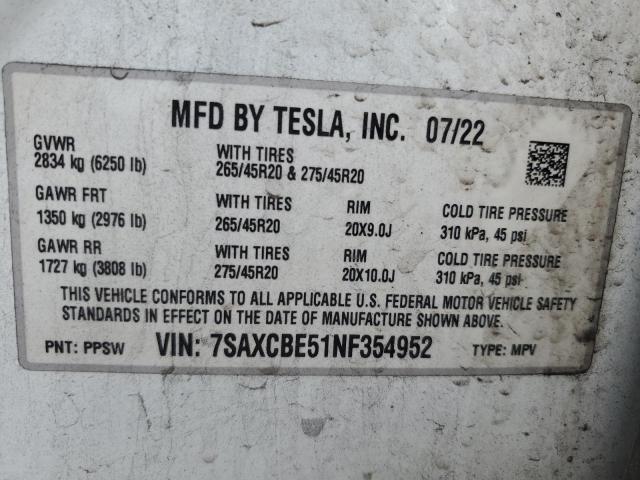 MFD BY TESLA, INC. 07/22
GVWR
2834 kg (6250 lb)
WITH TIRES
265/45R20 & 275/45R20
GAWR FRT
1350 kg (2976 lb)
WITH TIRES
265/45R20
RIM
20X9.0J
COLD TIRE PRESSURE
310 kPa, 45 psi
GAWR RR
1727 kg (3808 lb)
WITH TIRES
275/45R20
RIM
20X10.0J
COLD TIRE PRESSURE
310 kPa, 45 psi
THIS VEHICLE CONFORMS TO ALL APPLICABLE U.S. FEDERAL MOTOR VEHICLE SAFETY
STANDARDS IN EFFECT ON THE DATE OF MANUFACTURE SHOWN ABOVE.
PNT: PPSW VIN: 7SAXCBE51NF354952 TYPE: MPV